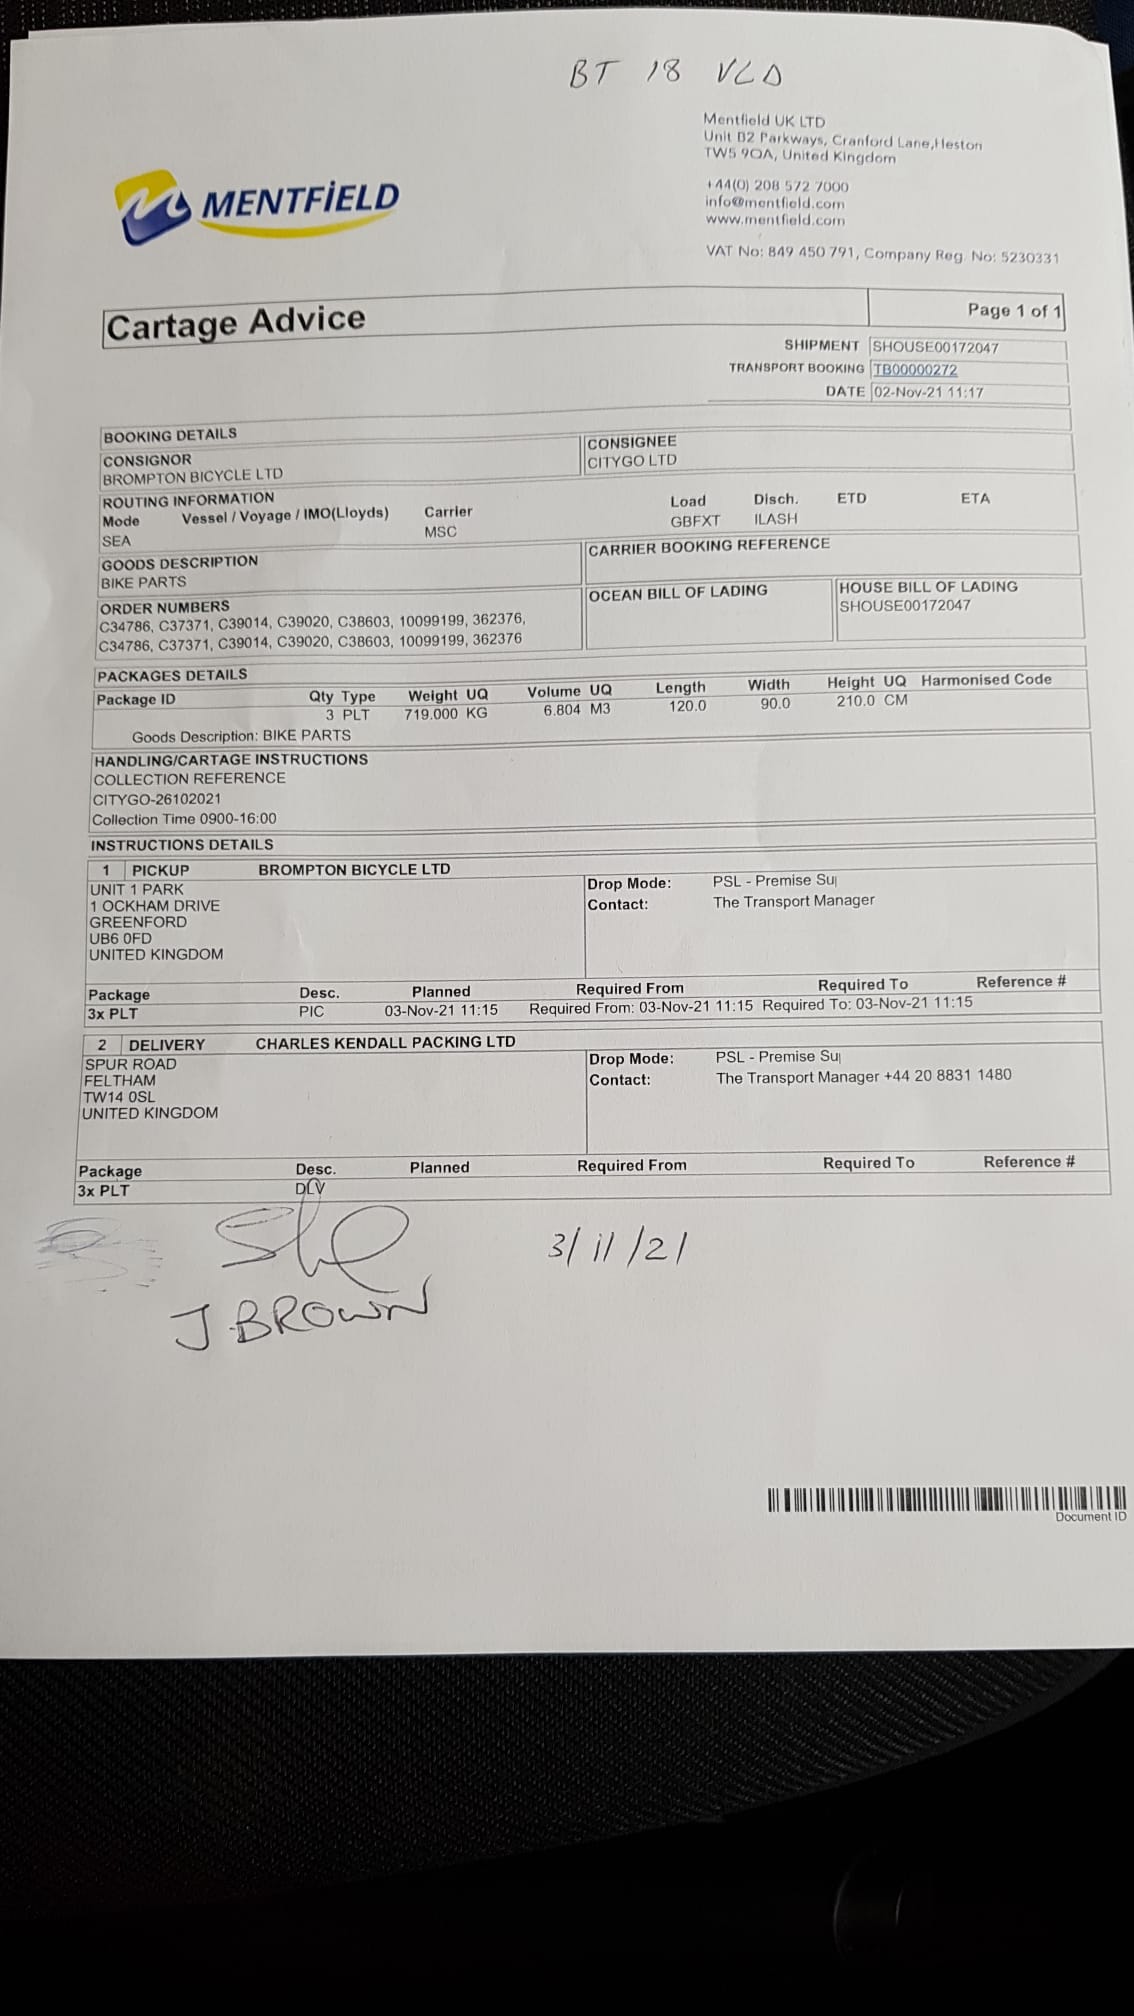 BT 18 VLD
Mentfield UK LTD
Unit B2 Parkways, Cranford Lane,Heston
TW5 9QA, United Kingdom
+44(0) 208 572 7000
info@mentfield.com
www.mentfield.com
VAT No: 849 450 791, Company Reg. No: 5230331
MENTFiELD
Cartage Advice
Page 1 of 1
SHIPMENT SHOUSE00172047
TRANSPORT BOOKING TB00000272
DATE 02-Nov-21 11:17
BOOKING DETAILS
CONSIGNOR CONSIGNEE
BROMPTON BICYCLE LTD CITYGO LTD
ROUTING INFORMATION
Mode Vessel / Voyage / IMO(Lloyds) Carrier Load Disch. ETD ETA
SEA MSC GBFXT ILASH
GOODS DESCRIPTION CARRIER BOOKING REFERENCE
BIKE PARTS
ORDER NUMBERS OCEAN BILL OF LADING HOUSE BILL OF LADING
C34786, C37371, C39014, C39020, C38603, 10099199, 362376, SHOUSE00172047
C34786, C37371, C39014, C39020, C38603, 10099199, 362376
PACKAGES DETAILS
Package ID Qty Type Weight UQ Volume UQ Length Width Height UQ Harmonised Code
3 PLT 719.000 KG 6.804 M3 120.0 90.0 210.0 CM
Goods Description: BIKE PARTS
HANDLING/CARTAGE INSTRUCTIONS
COLLECTION REFERENCE
CITYGO-26102021
Collection Time 0900-16:00
INSTRUCTIONS DETAILS
1 PICKUP BROMPTON BICYCLE LTD
UNIT 1 PARK Drop Mode: PSL - Premise Su
1 OCKHAM DRIVE Contact: The Transport Manager
GREENFORD
UB6 0FD
UNITED KINGDOM
Package Desc. Planned Required From Required To Reference #
3x PLT PIC 03-Nov-21 11:15 Required From: 03-Nov-21 11:15 Required To: 03-Nov-21 11:15
2 DELIVERY CHARLES KENDALL PACKING LTD
SPUR ROAD Drop Mode: PSL - Premise Su
FELTHAM Contact: The Transport Manager +44 20 8831 1480
TW14 0SL
UNITED KINGDOM
Package Desc. Planned Required From Required To Reference #
3x PLT DLV
3/11/21
J BROWN
Document ID